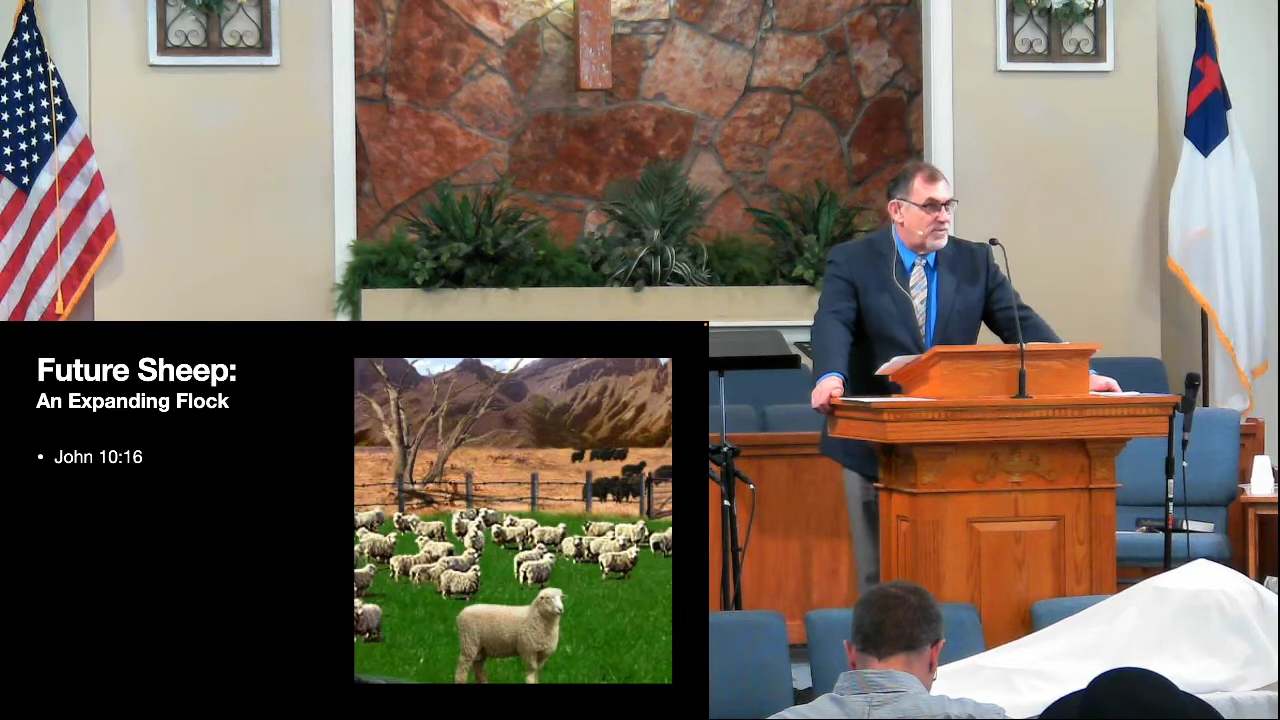 Future Sheep:
An Expanding Flock
• John 10:16